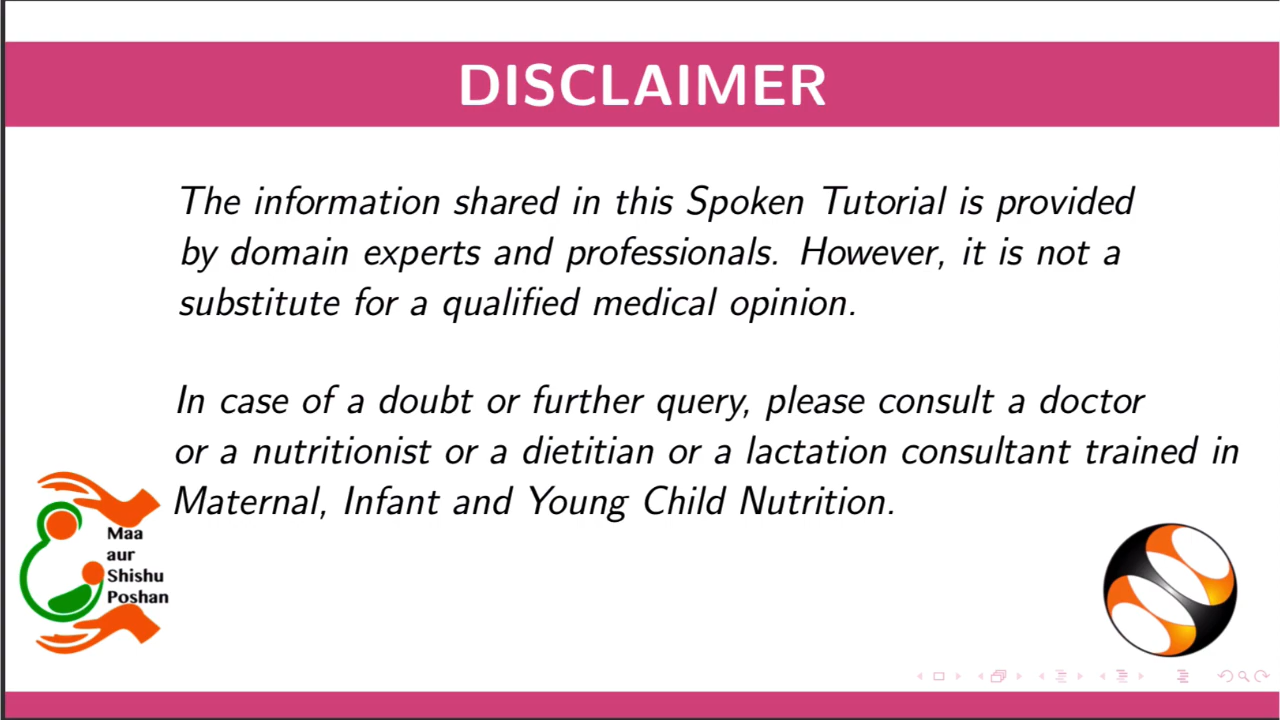 DISCLAIMER
The information shared in this Spoken Tutorial is provided
by domain experts and professionals. However, it is not a
substitute for a qualified medical opinion.
In case of a doubt or further query, please consult a doctor
or a nutritionist or a dietitian or a lactation consultant trained in
Maternal, Infant and Young Child Nutrition.
Maa
aur
Shishu
Poshan